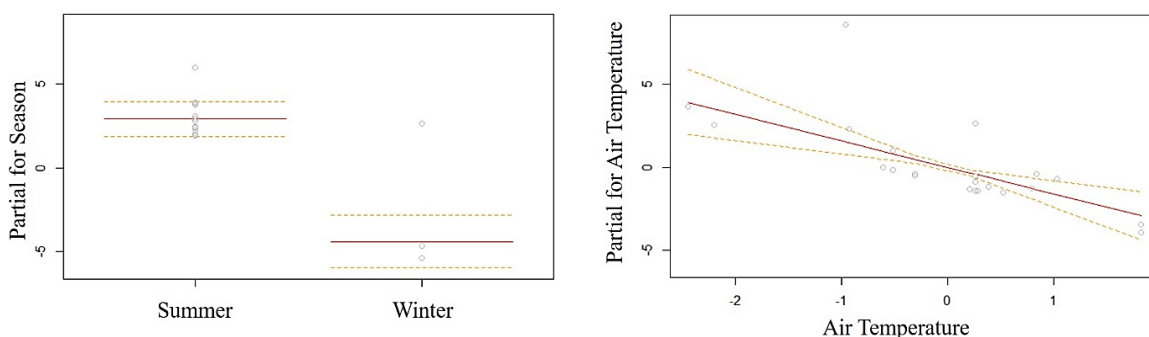 Partial for Season
5
0
-5
Summer
Winter
Partial for Air Temperature
5
0
-5
-2
-1
0
1
Air Temperature